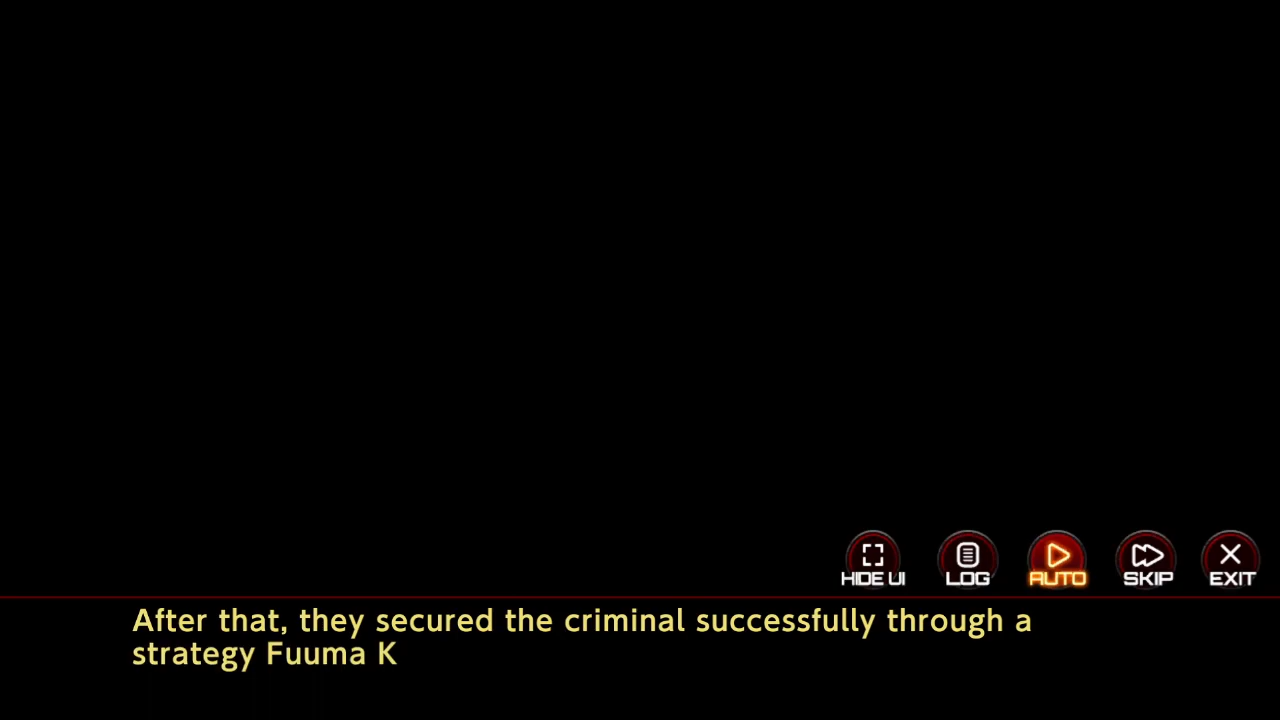 HIDE UI LOG AUTO SKIP EXIT
After that, they secured the criminal successfully through a
strategy Fuuma K